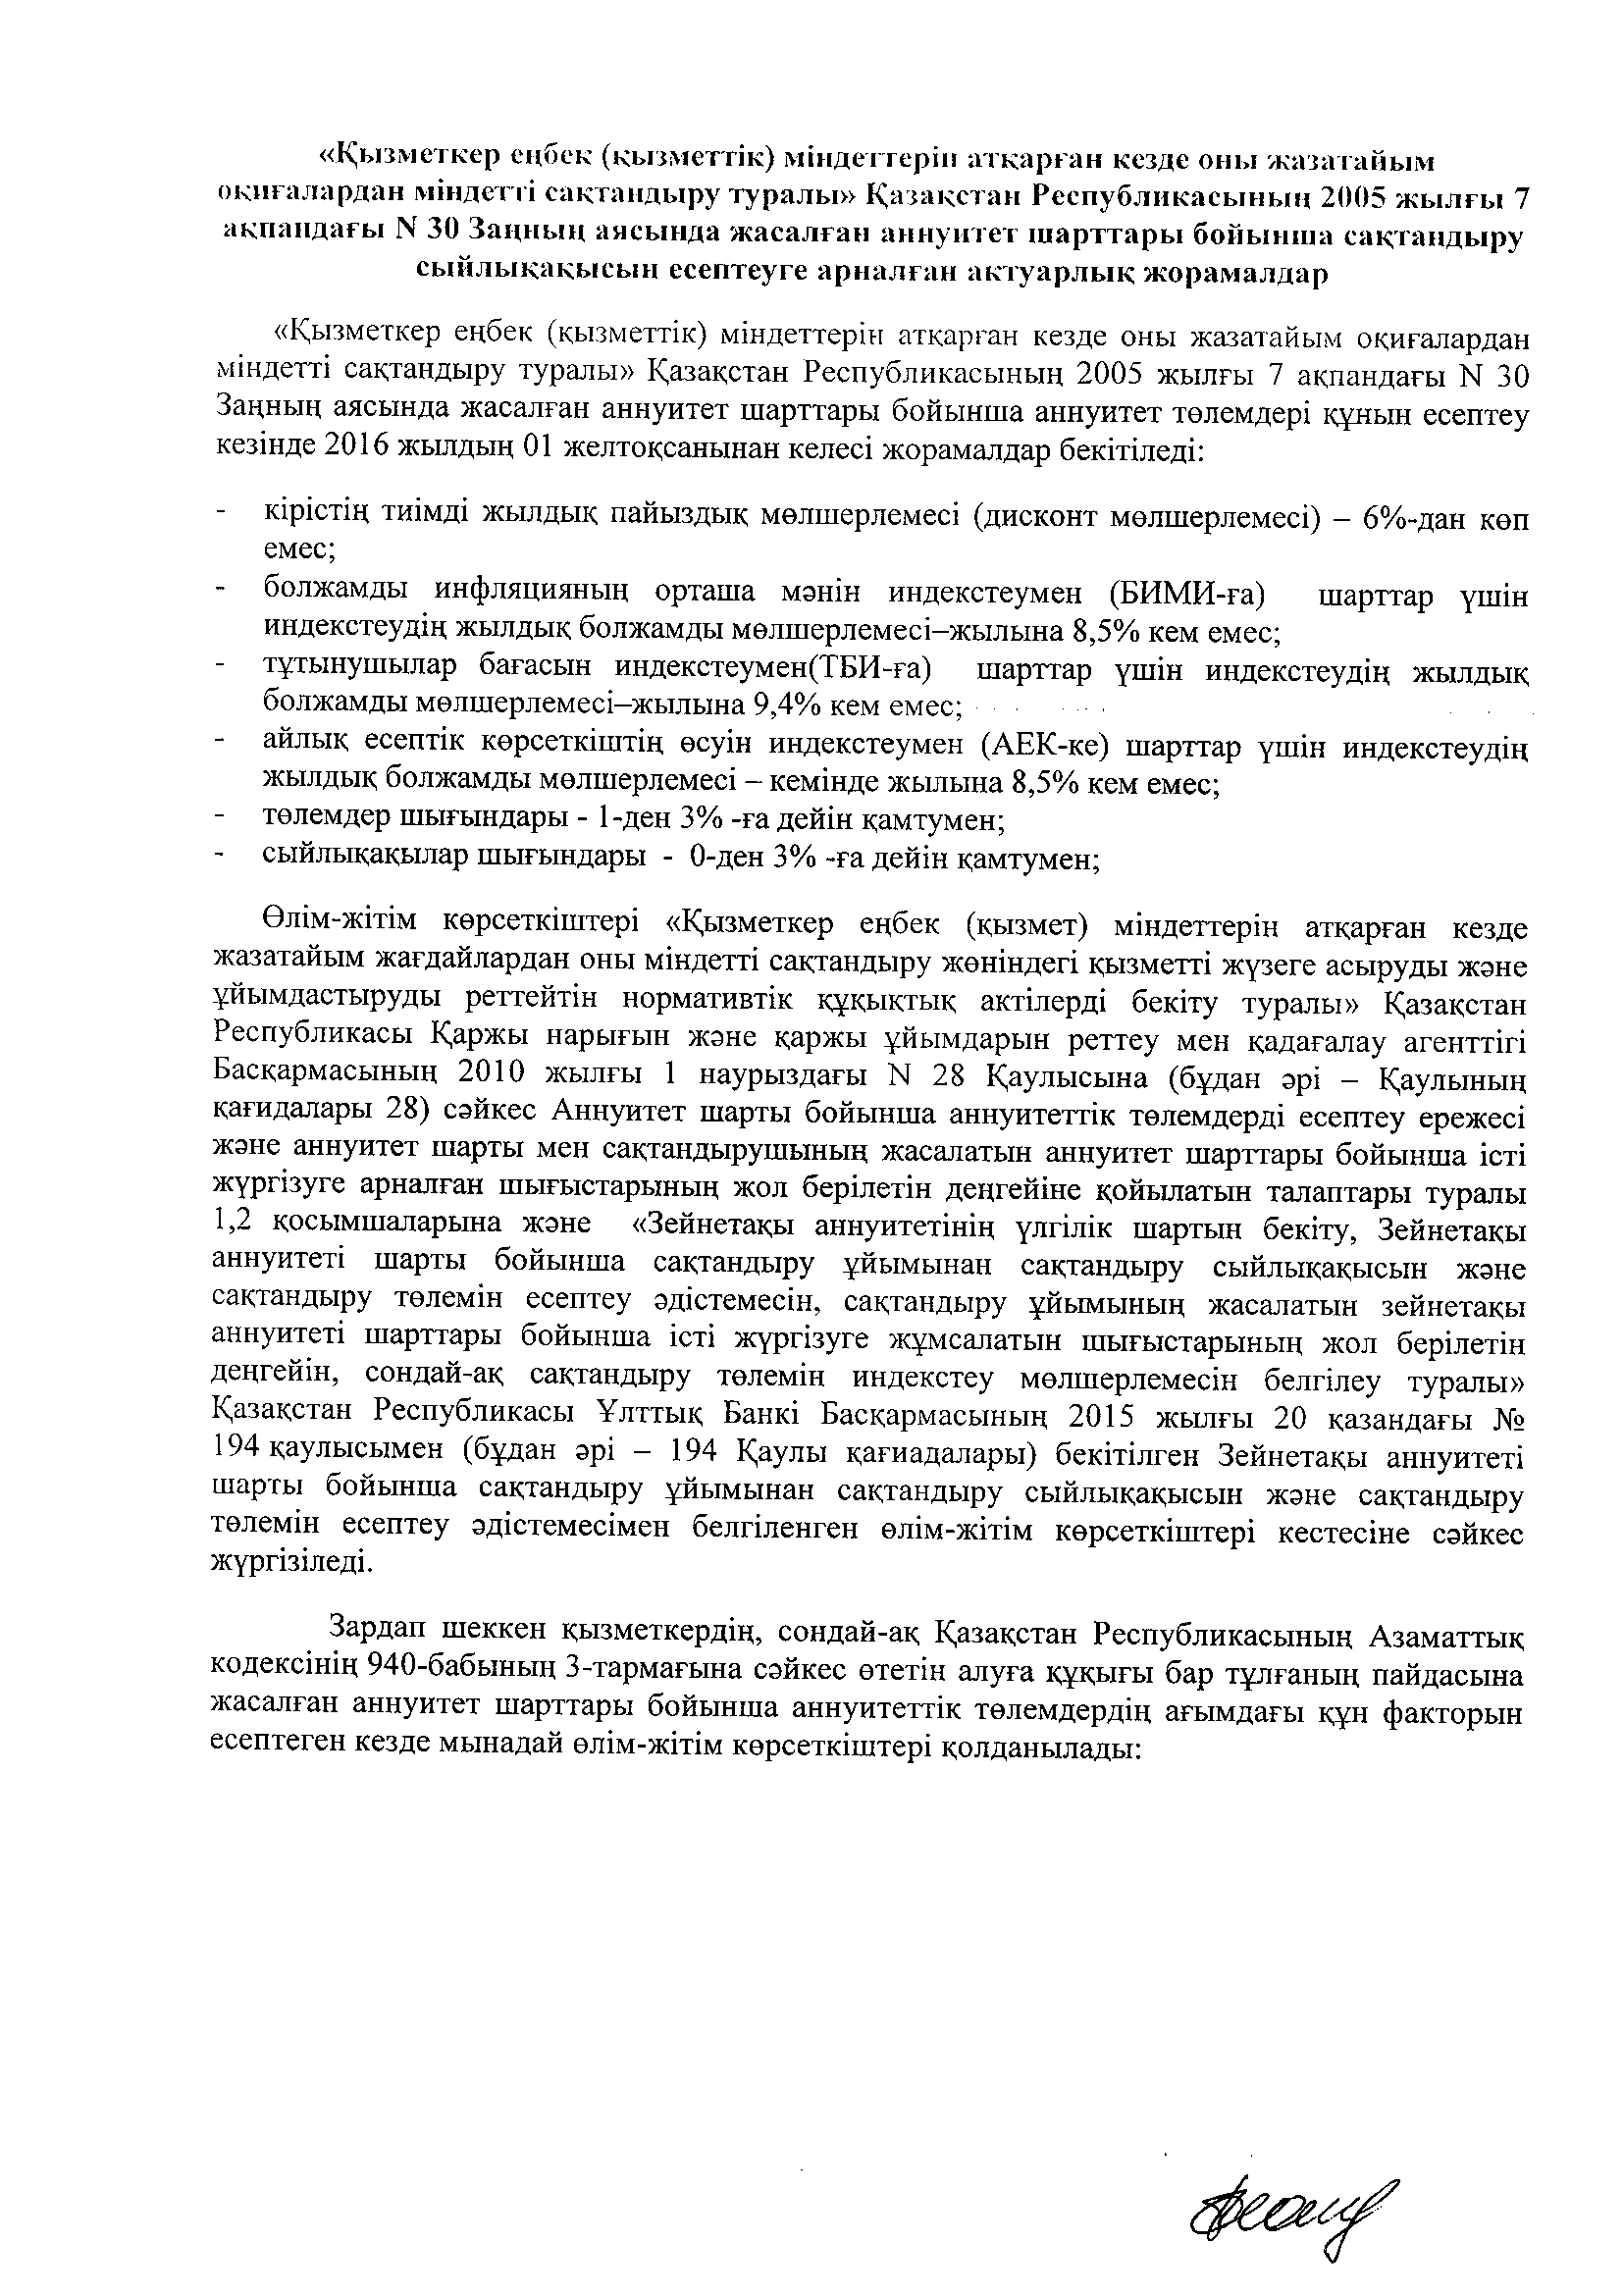 «Қызметкер еңбек (қызметтік) міндеттерін атқарған кезде оны жазатайым
оқиғалардан міндетті сақтандыру туралы» Қазақстан Республикасының 2005 жылғы 7
ақпандағы N 30 Заңның аясында жасалған аннуитет шарттары бойынша сақтандыру
сыйлықақысын есептеуге арналған актуарлық жорамалдар
«Қызметкер еңбек (қызметтік) міндеттерін атқарған кезде оны жазатайым оқиғалардан
міндетті сақтандыру туралы» Қазақстан Республикасының 2005 жылғы 7 ақпандағы N 30
Заңның аясында жасалған аннуитет шарттары бойынша аннуитет төлемдері құнын есептеу
кезінде 2016 жылдың 01 желтоқсанынан келесі жорамалдар бекітіледі:
- кірістің тиімді жылдық пайыздық мөлшерлемесі (дисконт мөлшерлемесі) – 6%-дан көп
емес;
- болжамды инфляцияның орташа мәнін индекстеумен (БИМИ-ға) шарттар үшін
индекстеудің жылдық болжамды мөлшерлемесі–жылына 8,5% кем емес;
- тұтынушылар бағасын индекстеумен(ТБИ-ға) шарттар үшін индекстеудің жылдық
болжамды мөлшерлемесі–жылына 9,4% кем емес;
- айлық есептік көрсеткіштің өсуін индекстеумен (АЕК-ке) шарттар үшін индекстеудің
жылдық болжамды мөлшерлемесі – кемінде жылына 8,5% кем емес;
- төлемдер шығындары - 1-ден 3% -ға дейін қамтумен;
- сыйлықақылар шығындары - 0-ден 3% -ға дейін қамтумен;
Өлім-жітім көрсеткіштері «Қызметкер еңбек (қызмет) міндеттерін атқарған кезде
жазатайым жағдайлардан оны міндетті сақтандыру жөніндегі қызметті жүзеге асыруды және
ұйымдастыруды реттейтін нормативтік құқықтық актілерді бекіту туралы» Қазақстан
Республикасы Қаржы нарығын және қаржы ұйымдарын реттеу мен қадағалау агенттігі
Басқармасының 2010 жылғы 1 наурыздағы N 28 Қаулысына (бұдан әрі – Қаулының
қағидалары 28) сәйкес Аннуитет шарты бойынша аннуитеттік төлемдерді есептеу ережесі
және аннуитет шарты мен сақтандырушының жасалатын аннуитет шарттары бойынша істі
жүргізуге арналған шығыстарының жол берілетін деңгейіне қойылатын талаптары туралы
1,2 қосымшаларына және «Зейнетақы аннуитетінің үлгілік шартын бекіту, Зейнетақы
аннуитеті шарты бойынша сақтандыру ұйымынан сақтандыру сыйлықақысын және
сақтандыру төлемін есептеу әдістемесін, сақтандыру ұйымының жасалатын зейнетақы
аннуитеті шарттары бойынша істі жүргізуге жұмсалатын шығыстарының жол берілетін
деңгейін, сондай-ақ сақтандыру төлемін индекстеу мөлшерлемесін белгілеу туралы»
Қазақстан Республикасы Ұлттық Банкі Басқармасының 2015 жылғы 20 қазандағы №
194 қаулысымен (бұдан әрі – 194 Қаулы қағиадалары) бекітілген Зейнетақы аннуитеті
шарты бойынша сақтандыру ұйымынан сақтандыру сыйлықақысын және сақтандыру
төлемін есептеу әдістемесімен белгіленген өлім-жітім көрсеткіштері кестесіне сәйкес
жүргізіледі.
Зардап шеккен қызметкердің, сондай-ақ Қазақстан Республикасының Азаматтық
кодексінің 940-бабының 3-тармағына сәйкес өтетін алуға құқығы бар тұлғаның пайдасына
жасалған аннуитет шарттары бойынша аннуитеттік төлемдердің ағымдағы құн факторын
есептеген кезде мынадай өлім-жітім көрсеткіштері қолданылады: